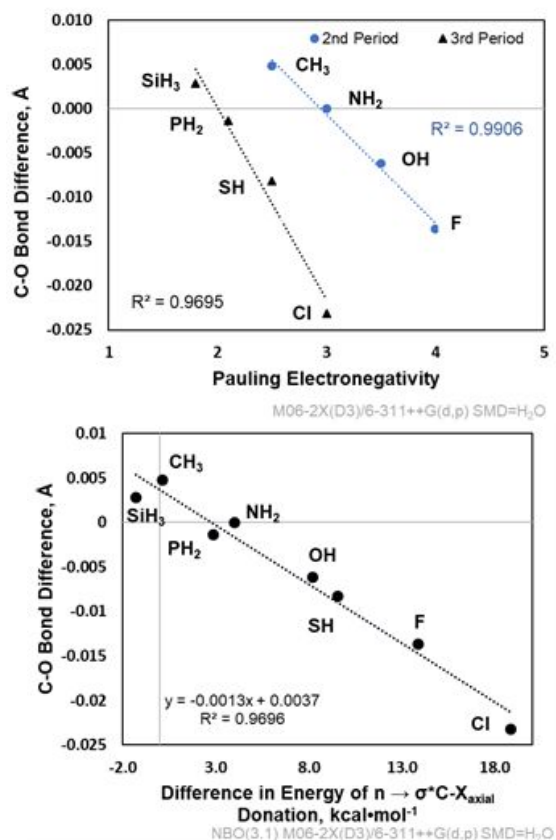 0.010
2nd Period
3rd Period
0.005
SiH₃
CH₃
0.000
NH₂
PH₂
R² = 0.9906
-0.005
OH
SH
-0.010
F
-0.015
-0.020
R² = 0.9695
Cl
-0.025
1 2 3 4 5
C-O Bond Difference, Å
Pauling Electronegativity
M06-2X(D3)/6-311++G(d,p) SMD=H₂O
0.01
CH₃
0.005
SiH₃
NH₂
0
PH₂
OH
-0.005
SH
-0.01
F
-0.015
y = -0.0013x + 0.0037
R² = 0.9696
-0.02
Cl
-0.025
-2.0 3.0 8.0 13.0 18.0
C-O Bond Difference, Å
Difference in Energy of n → σ*C-Xaxial
Donation, kcal•mol⁻¹
NBO(3.1) M06-2X(D3)/6-311++G(d,p) SMD=H₂O